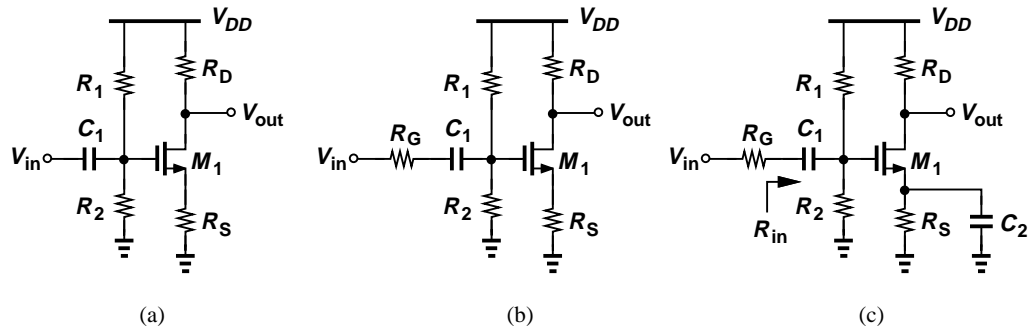 V_DD
R_1
R_D
V_out
C_1
V_in
M_1
R_2
R_S
(a)
V_DD
R_1
R_D
V_out
R_G
C_1
V_in
M_1
R_2
R_S
(b)
V_DD
R_1
R_D
V_out
R_G
C_1
V_in
M_1
R_2
R_in
R_S
C_2
(c)